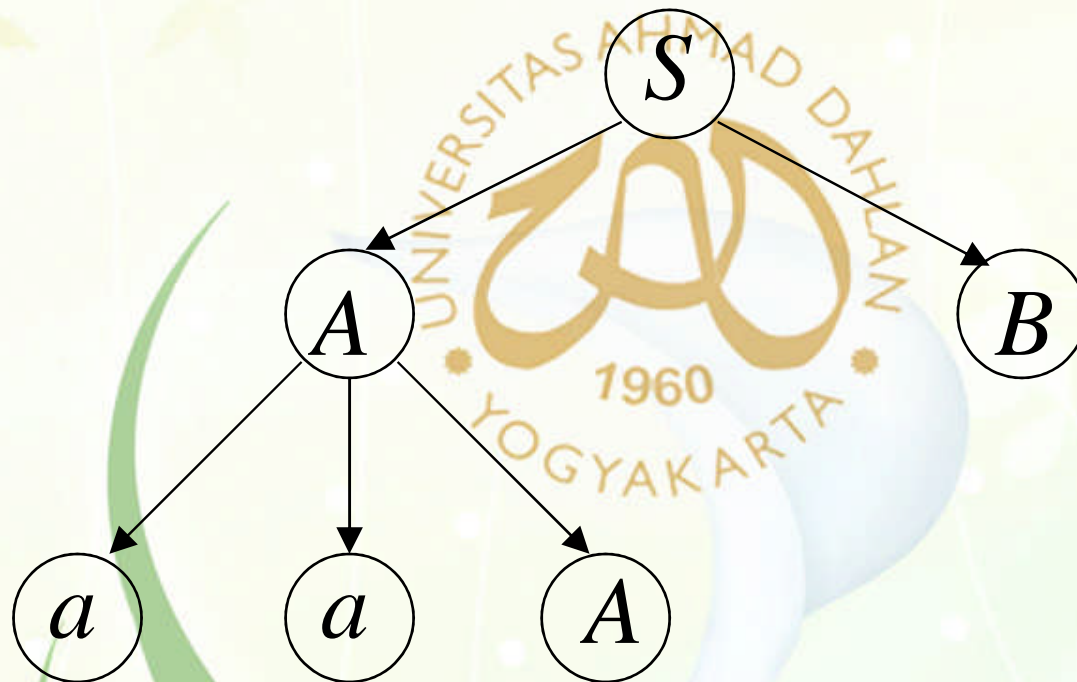 S
A B
a a A
UNIVERSITAS AHMAD DAHLAN
1960
YOGYAKARTA